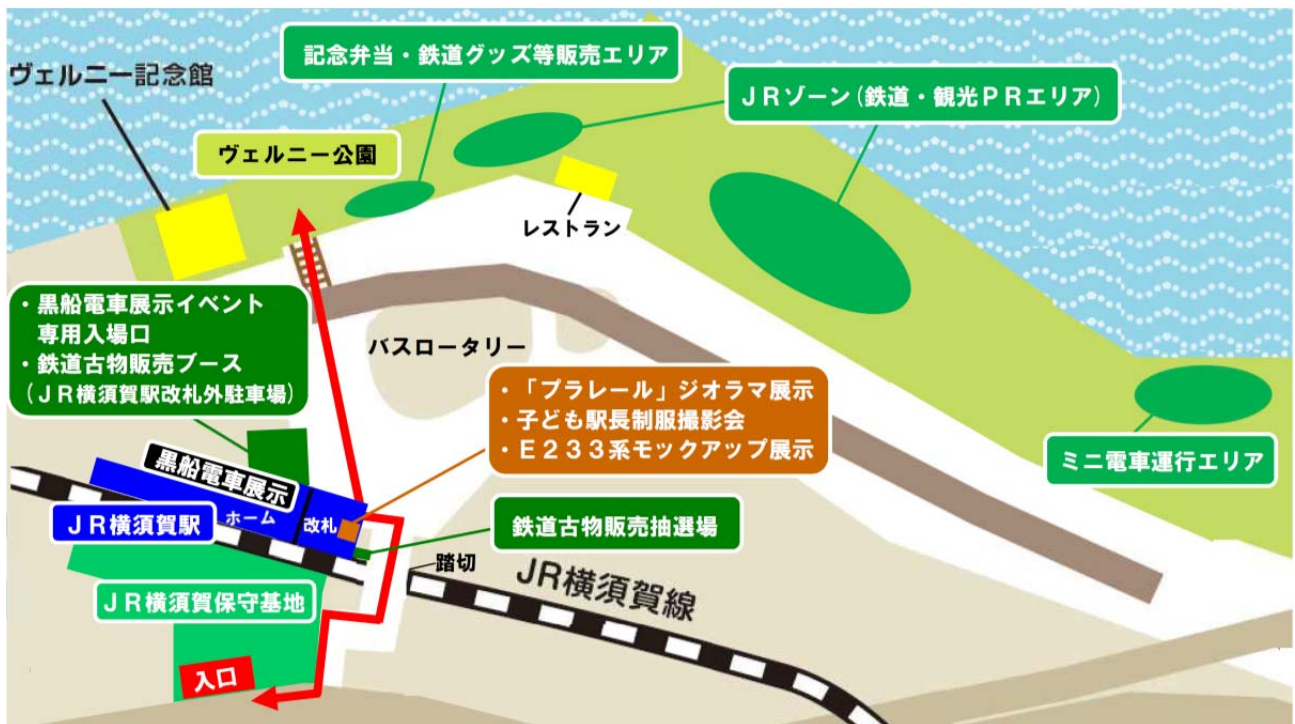 記念弁当・鉄道グッズ等販売エリア
ヴェルニー記念館
JRゾーン(鉄道・観光PRエリア)
ヴェルニー公園
レストラン
・黒船電車展示イベント
専用入場口
・鉄道古物販売ブース
(JR横須賀駅改札外駐車場)
バスロータリー
・「プラレール」ジオラマ展示
・子ども駅長制服撮影会
・E233系モックアップ展示
ミニ電車運行エリア
黒船電車展示
ホーム
改札
JR横須賀駅
鉄道古物販売抽選場
踏切
JR横須賀線
JR横須賀保守基地
入口